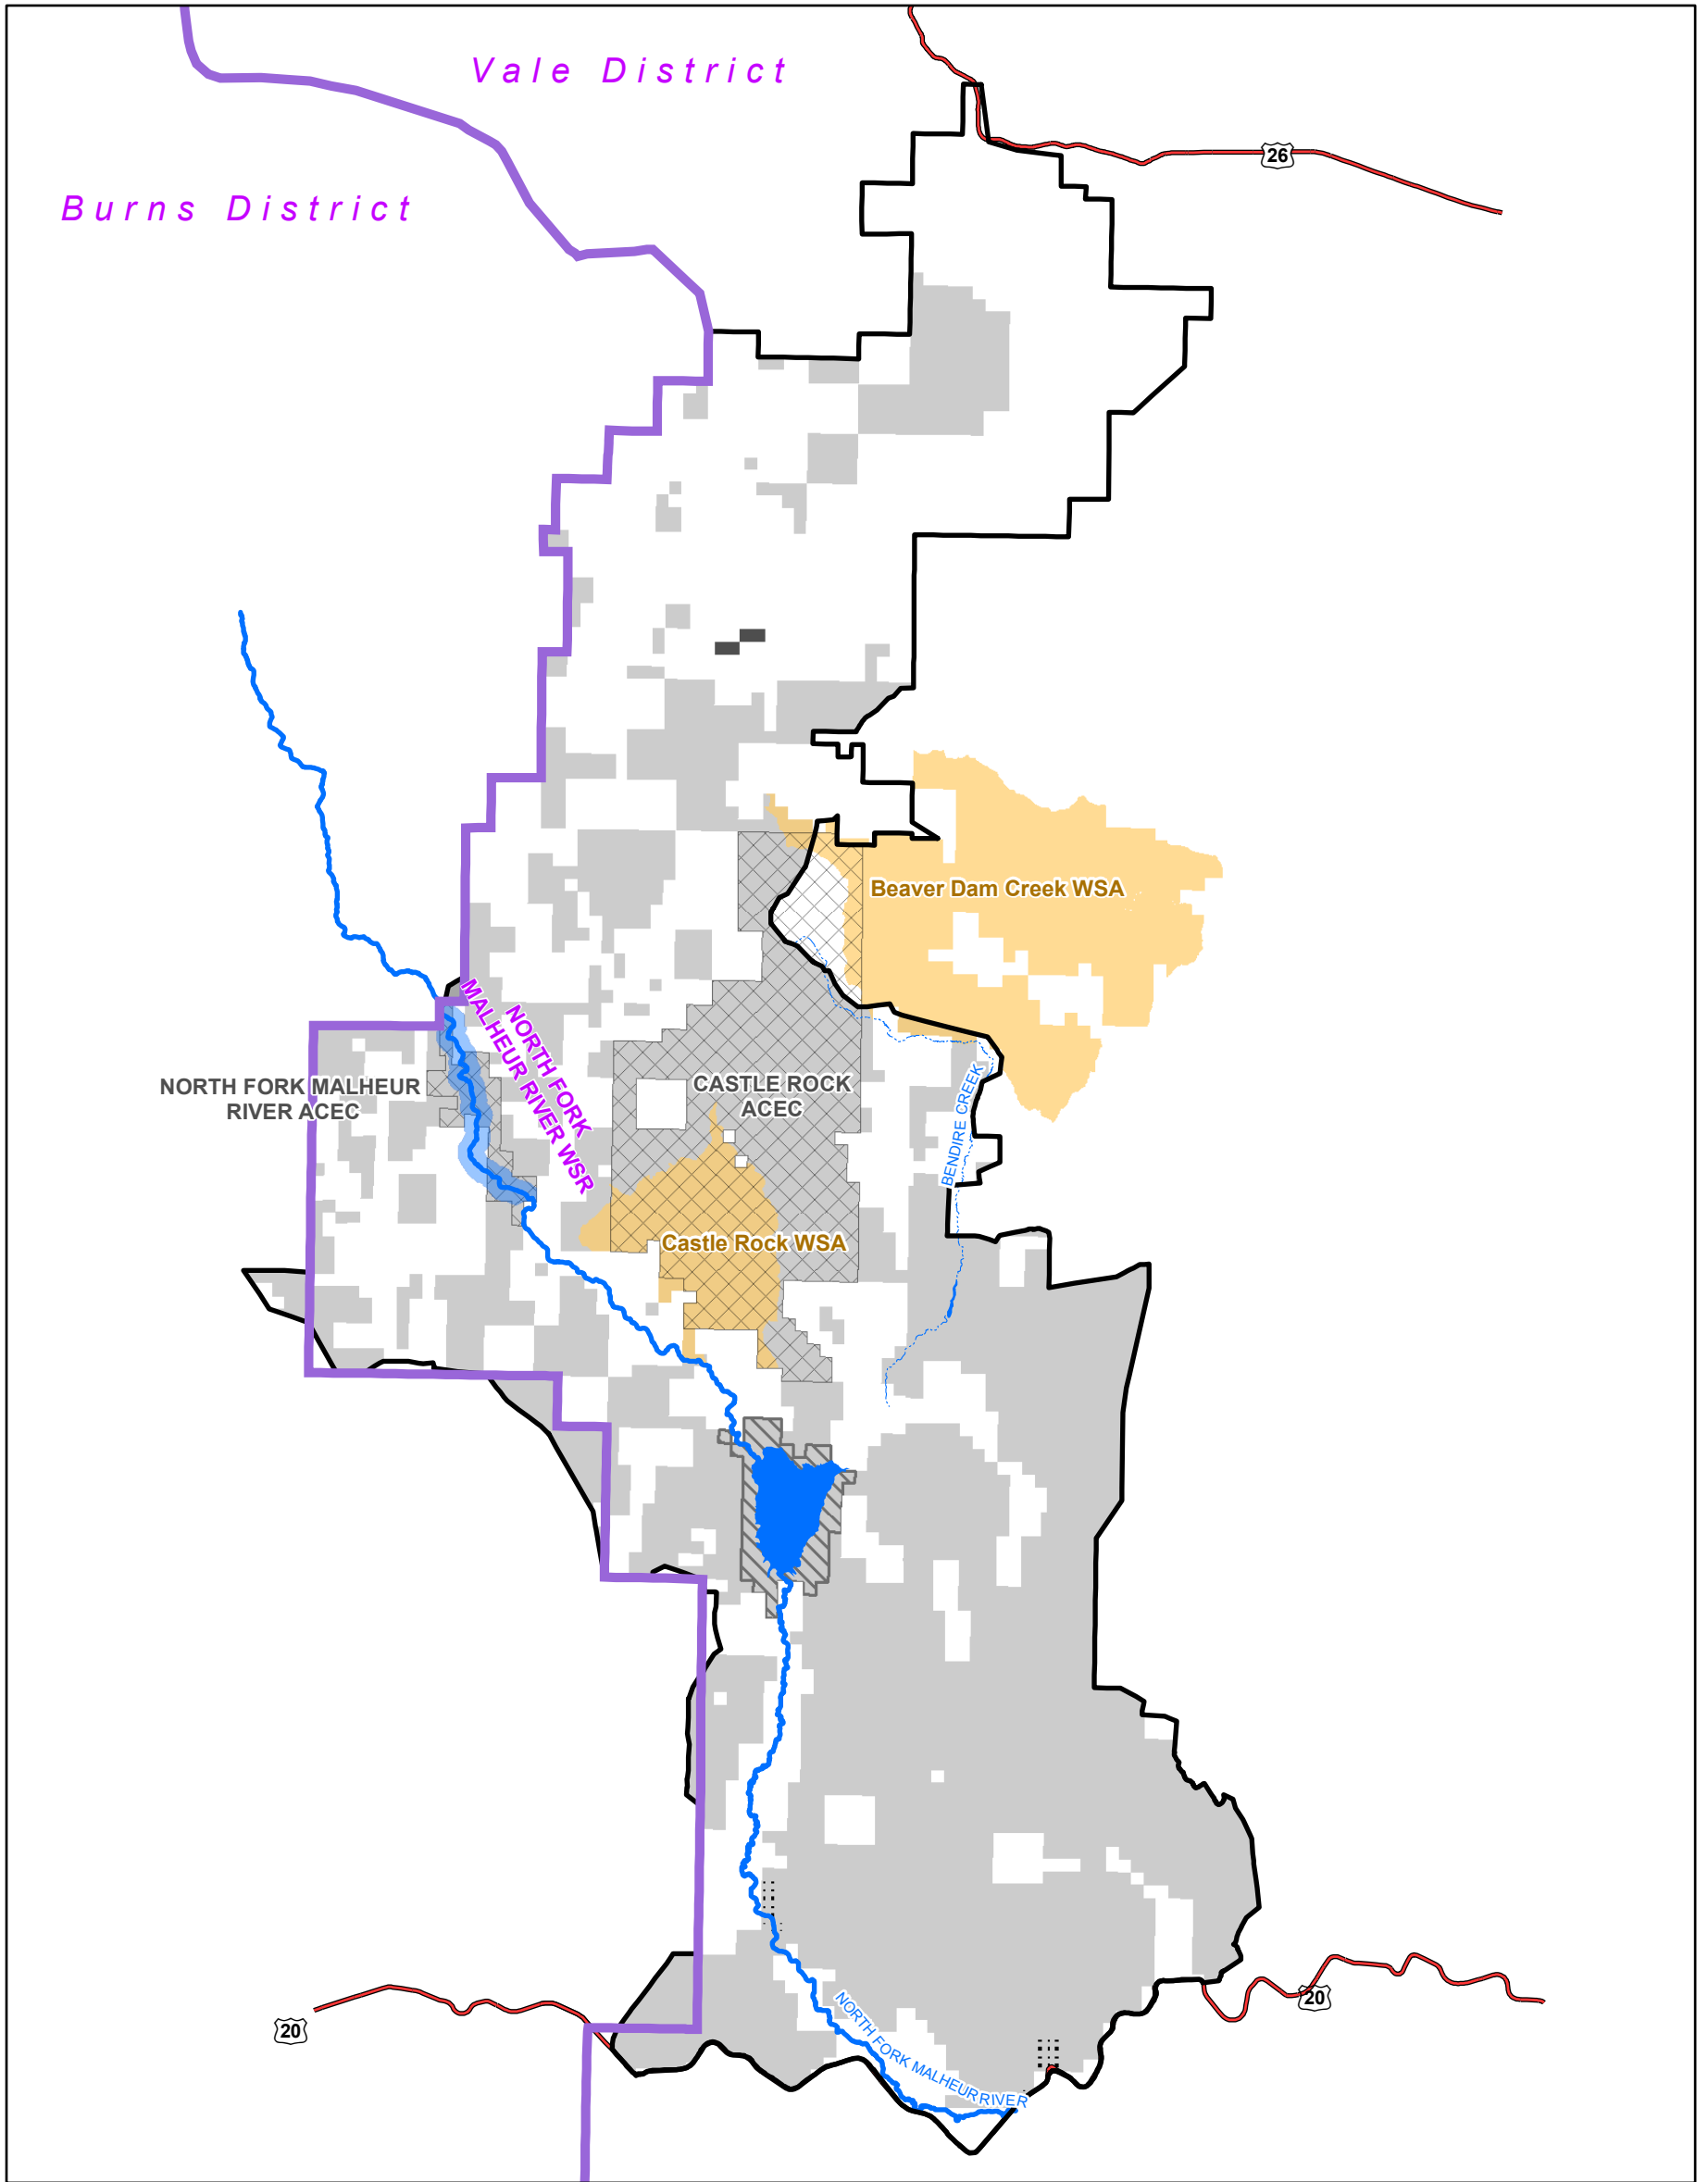 Vale District
26
Burns District
Beaver Dam Creek WSA
NORTH FORK
MALHEUR RIVER WSR
NORTH FORK MALHEUR
RIVER ACEC
CASTLE ROCK
ACEC
BENDIRE CREEK
Castle Rock WSA
20
20
NORTH FORK MALHEUR RIVER